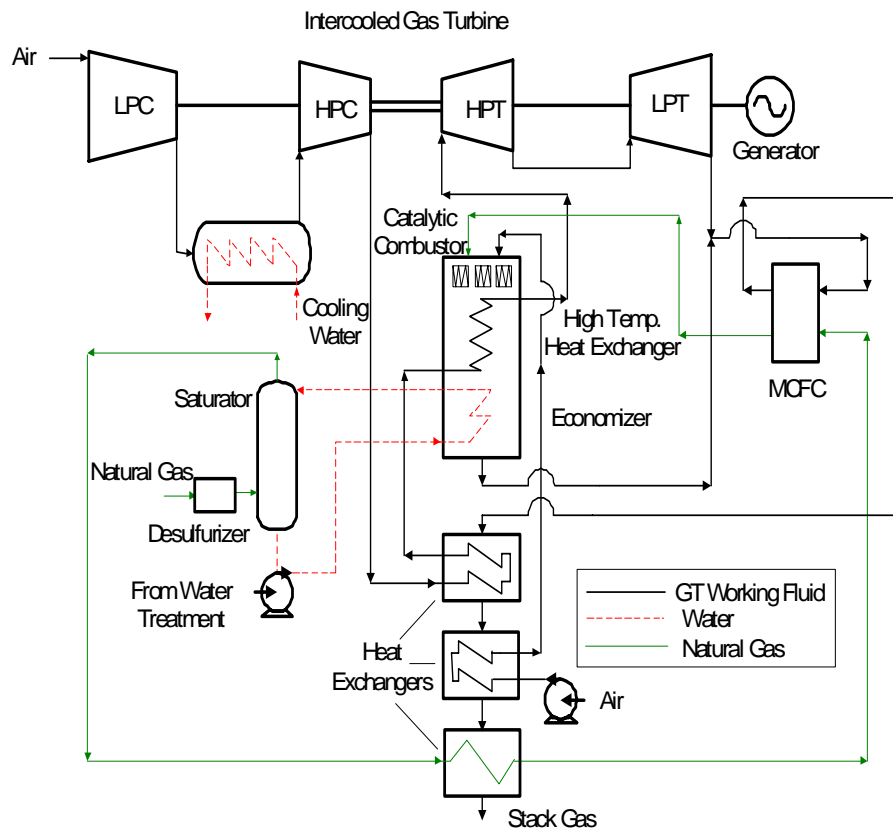 Intercooled Gas Turbine
Air
LPC
HPC
HPT
LPT
Generator
Catalytic
Combustor
Cooling
Water
High Temp.
Heat Exchanger
MCFC
Saturator
Economizer
Natural Gas
Desulfurizer
From Water
Treatment
GT Working Fluid
Water
Natural Gas
Heat
Exchangers
Air
Stack Gas